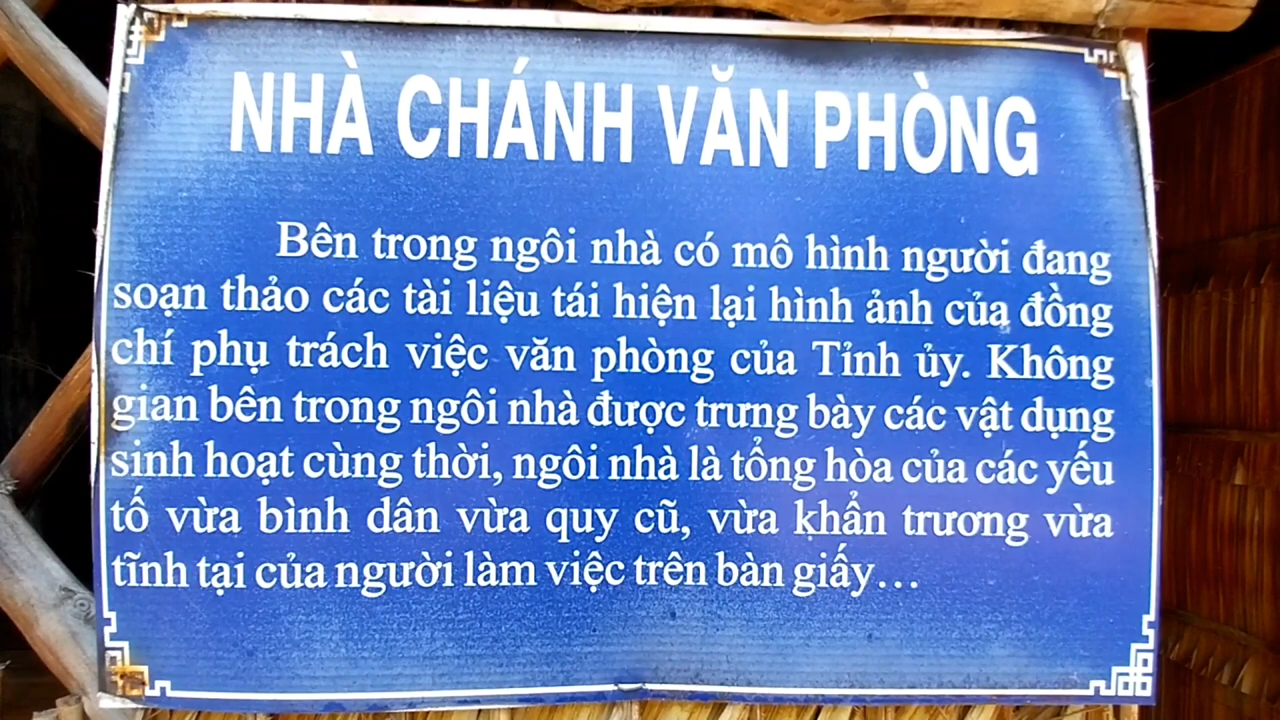 NHÀ CHÁNH VĂN PHÒNG
Bên trong ngôi nhà có mô hình người đang
soạn thảo các tài liệu tái hiện lại hình ảnh của đồng
chí phụ trách việc văn phòng của Tỉnh ủy. Không
gian bên trong ngôi nhà được trưng bày các vật dụng
sinh hoạt cùng thời, ngôi nhà là tổng hòa của các yếu
tố vừa bình dân vừa quy cũ, vừa khẩn trương vừa
tĩnh tại của người làm việc trên bàn giấy...